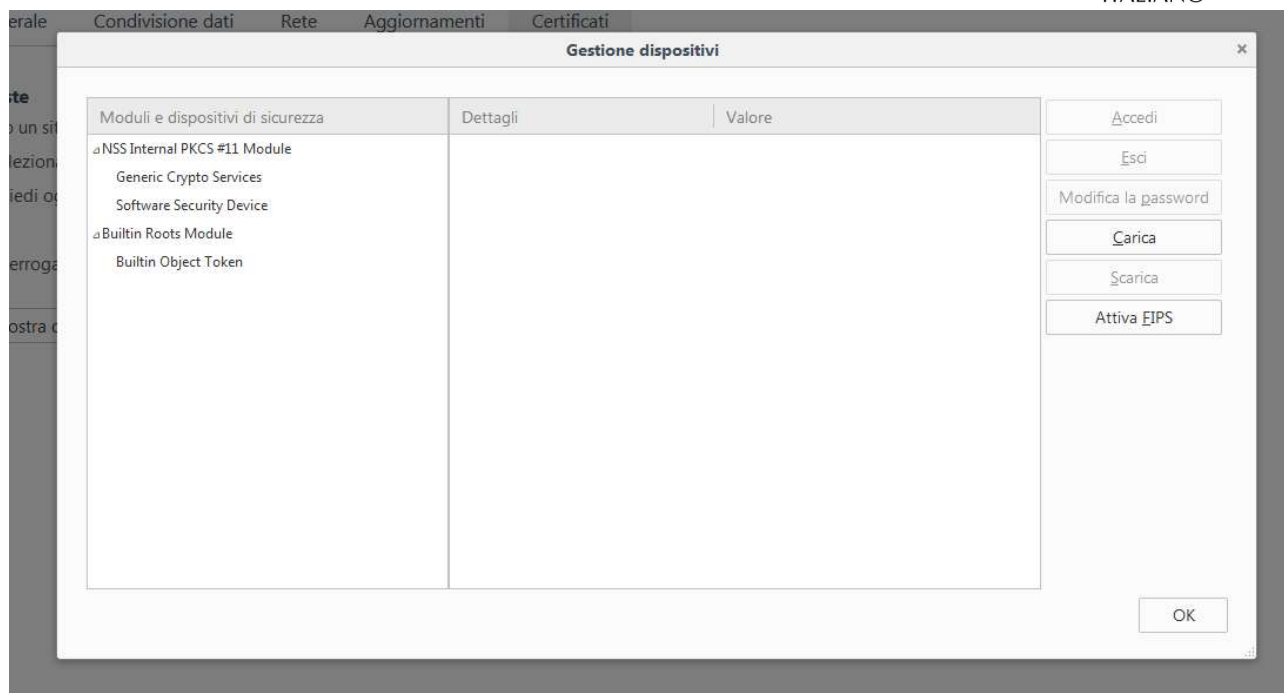 erale Condivisione dati Rete Aggiornamenti Certificati
Gestione dispositivi
ste
o un sit
lezion
iedi og
erroga
ostra c
Moduli e dispositivi di sicurezza Dettagli Valore
NSS Internal PKCS #11 Module
Generic Crypto Services
Software Security Device
Builtin Roots Module
Builtin Object Token
Accedi
Esci
Modifica la password
Carica
Scarica
Attiva FIPS
OK